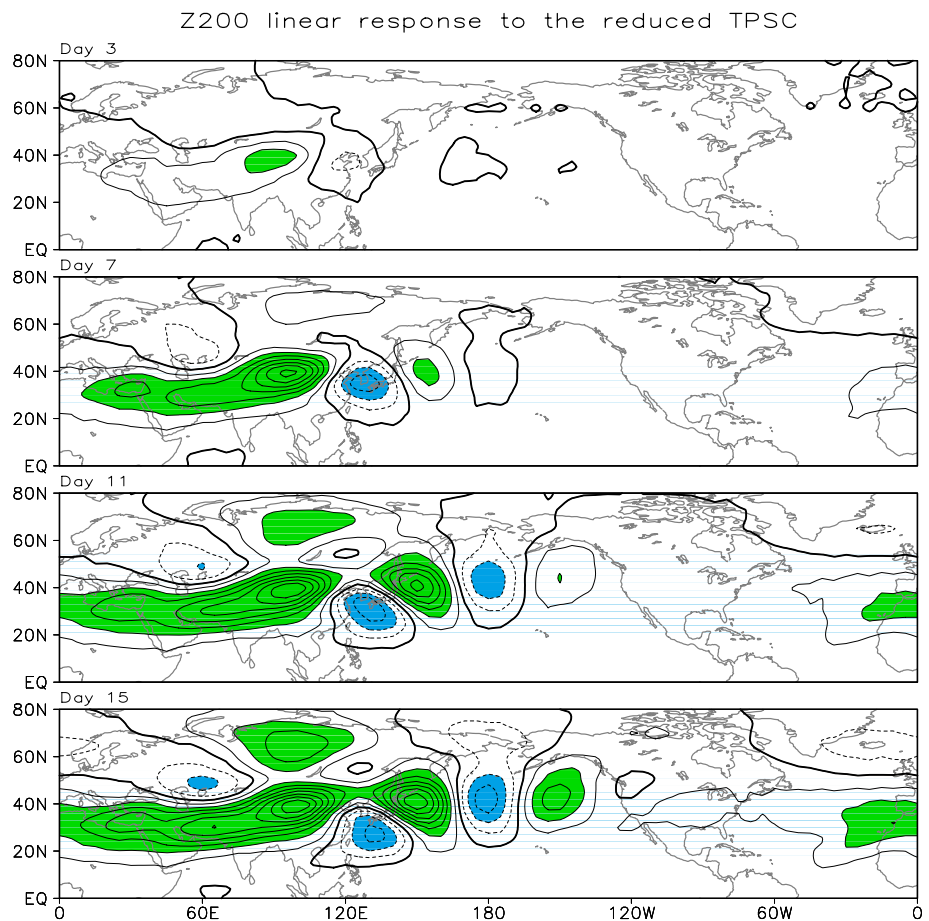 Z200 linear response to the reduced TPSC
Day 3
80N
60N
40N
20N
EQ
Day 7
80N
60N
40N
20N
EQ
Day 11
80N
60N
40N
20N
EQ
Day 15
80N
60N
40N
20N
EQ
0 60E 120E 180 120W 60W 0